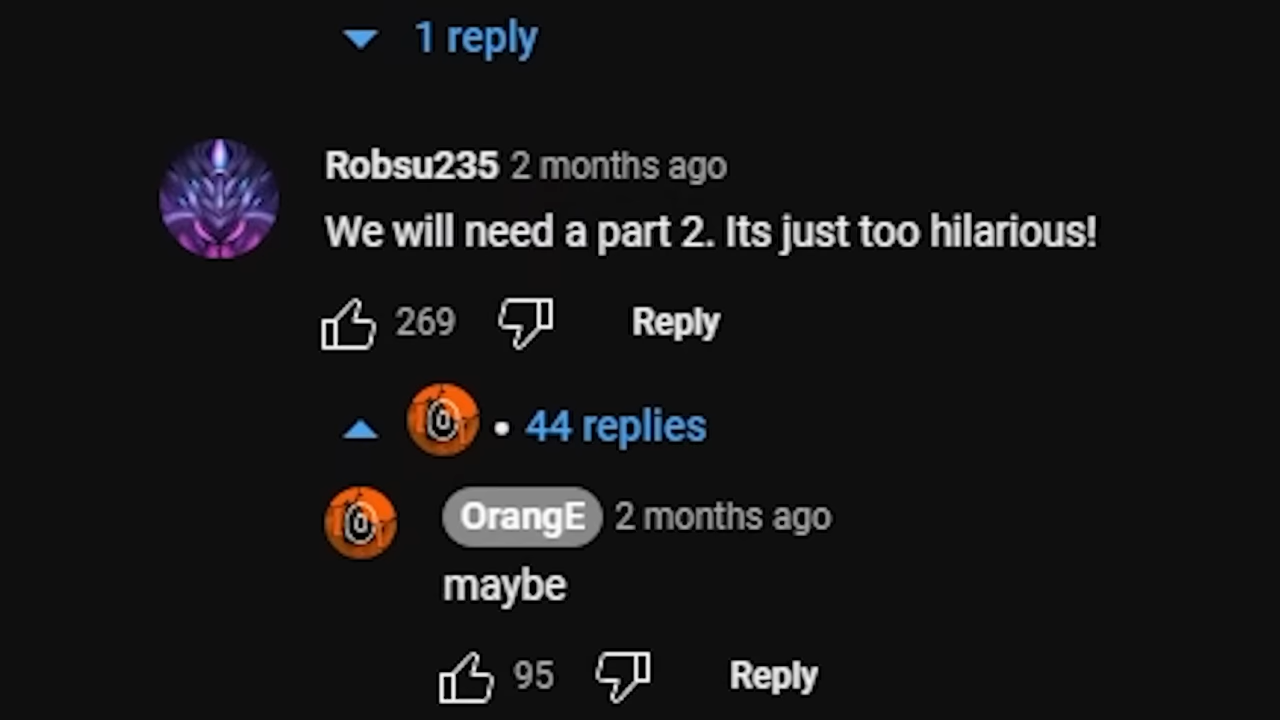 1 reply
Robsu235 2 months ago
We will need a part 2. Its just too hilarious!
269 Reply
• 44 replies
OrangE 2 months ago
maybe
95 Reply